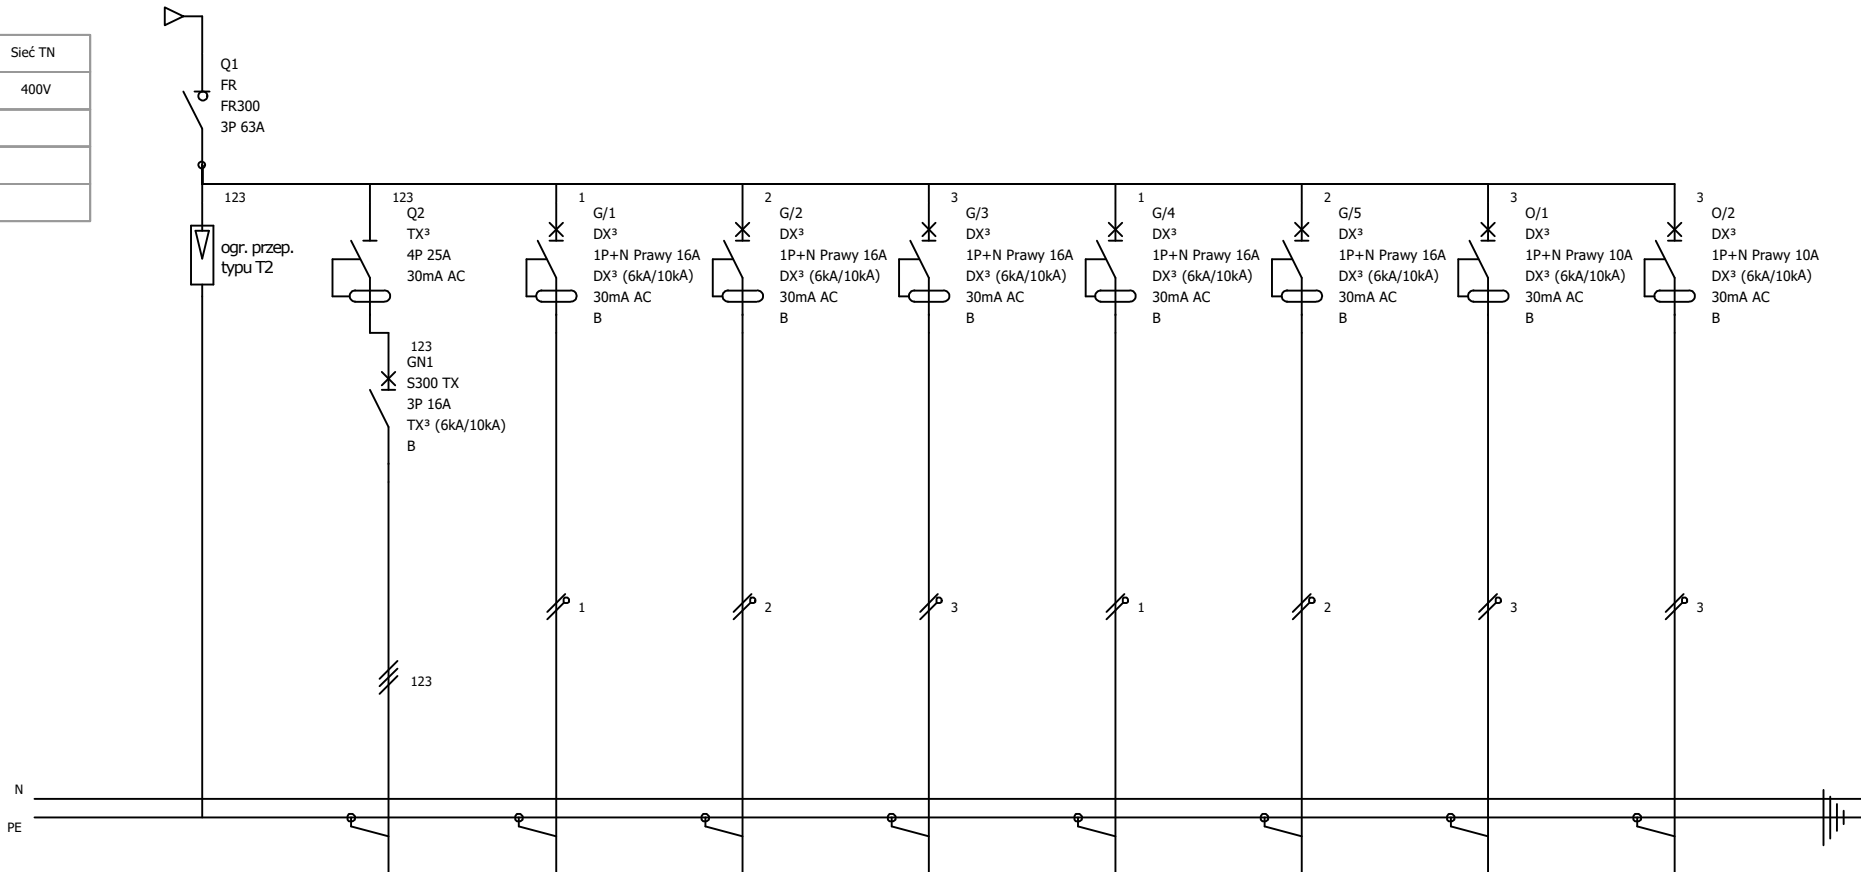 Sieć TN
400V
Q1
FR
FR300
3P 63A
123
ogr. przep.
typu T2
123
Q2
TX³
4P 25A
30mA AC
123
GN1
S300 TX
3P 16A
TX³ (6kA/10kA)
B
123
1
G/1
DX³
1P+N Prawy 16A
DX³ (6kA/10kA)
30mA AC
B
1
2
G/2
DX³
1P+N Prawy 16A
DX³ (6kA/10kA)
30mA AC
B
2
3
G/3
DX³
1P+N Prawy 16A
DX³ (6kA/10kA)
30mA AC
B
3
1
G/4
DX³
1P+N Prawy 16A
DX³ (6kA/10kA)
30mA AC
B
1
2
G/5
DX³
1P+N Prawy 16A
DX³ (6kA/10kA)
30mA AC
B
2
3
O/1
DX³
1P+N Prawy 10A
DX³ (6kA/10kA)
30mA AC
B
3
3
O/2
DX³
1P+N Prawy 10A
DX³ (6kA/10kA)
30mA AC
B
3
N
PE